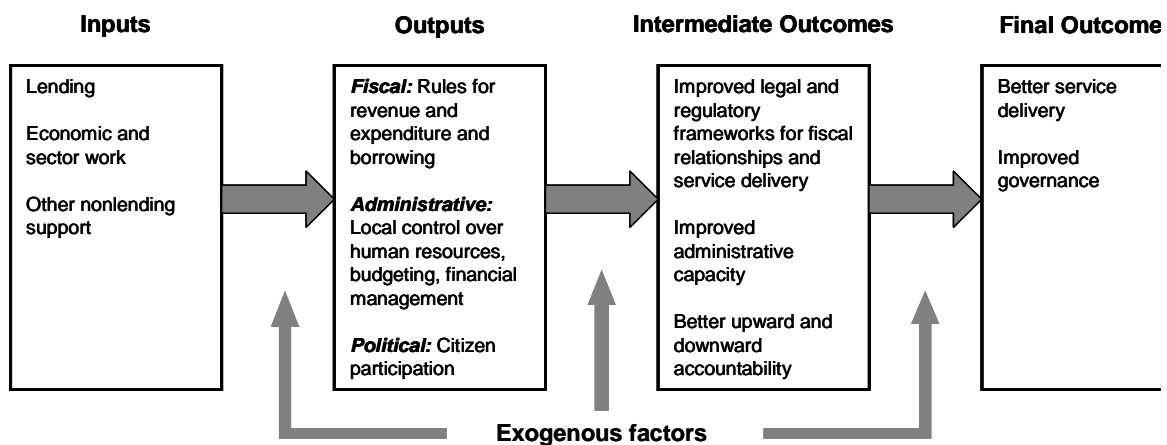 Inputs
Lending
Economic and
sector work
Other nonlending
support
Outputs
Fiscal: Rules for
revenue and
expenditure and
borrowing
Administrative:
Local control over
human resources,
budgeting, financial
management
Political: Citizen
participation
Intermediate Outcomes
Improved legal and
regulatory
frameworks for fiscal
relationships and
service delivery
Improved
administrative
capacity
Better upward and
downward
accountability
Final Outcome
Better service
delivery
Improved
governance
Exogenous factors